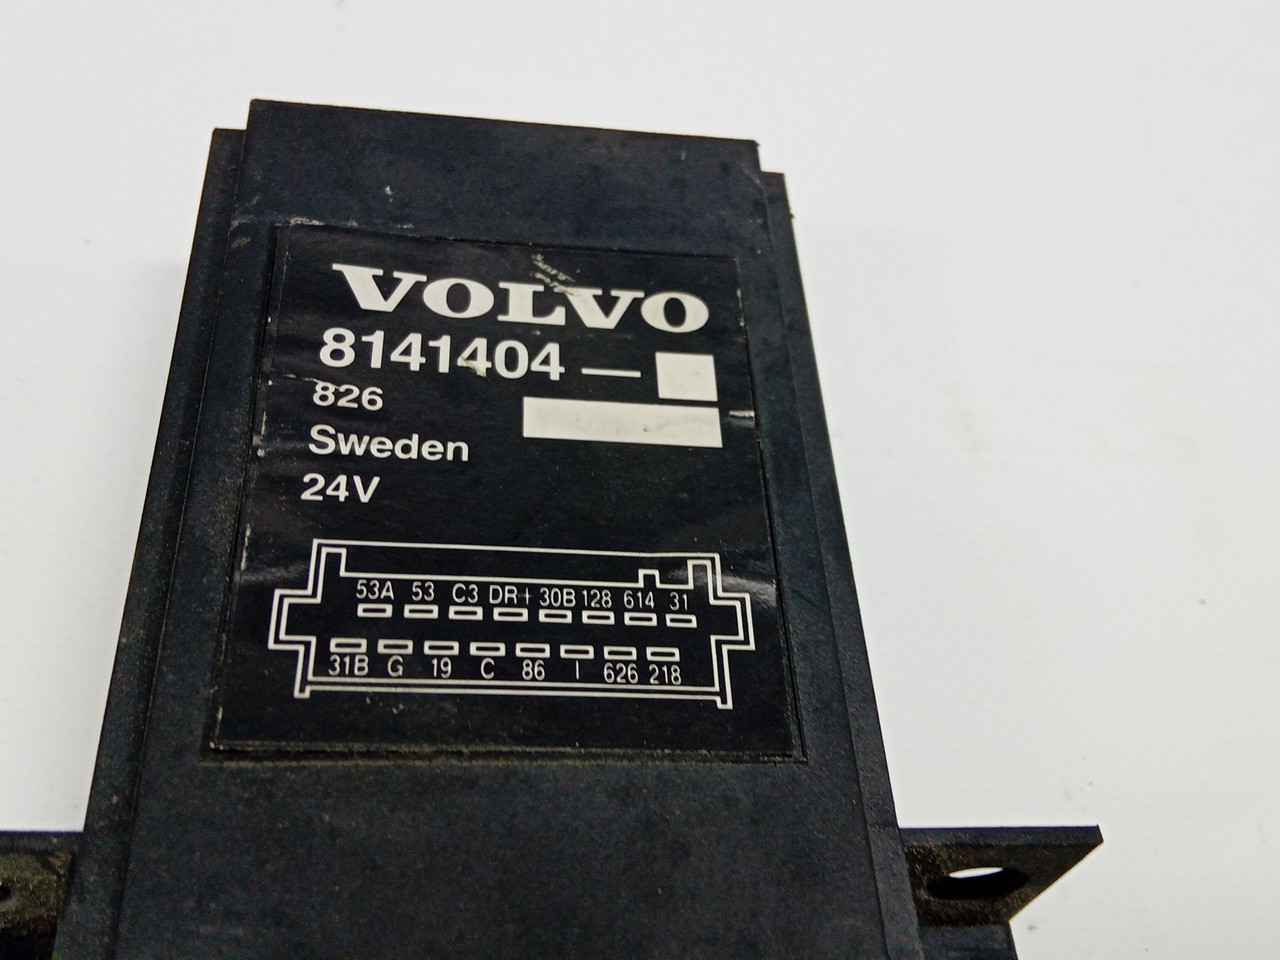 VOLVO
8141404 —
826
Sweden
24V
53A 53 C3 DR+ 30B 128 614 31
31B G 19 C 86 I 626 218